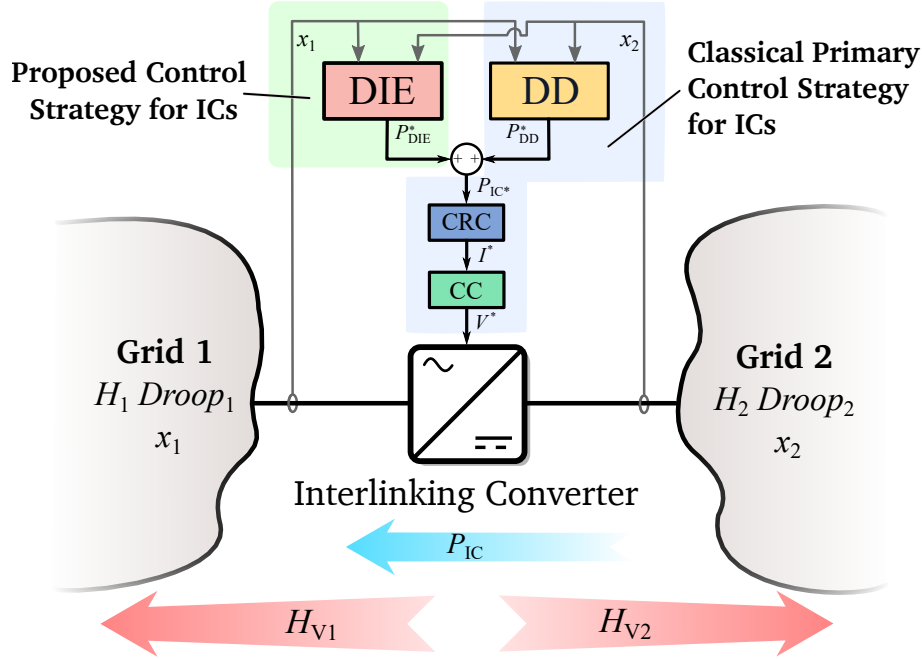 x1
x2
Proposed Control
Strategy for ICs
DIE
DD
Classical Primary
Control Strategy
for ICs
P*DIE
P*DD
+ +
PIC*
CRC
I*
CC
V*
Grid 1
H1 Droop1
x1
Grid 2
H2 Droop2
x2
Interlinking Converter
PIC
HV1
HV2